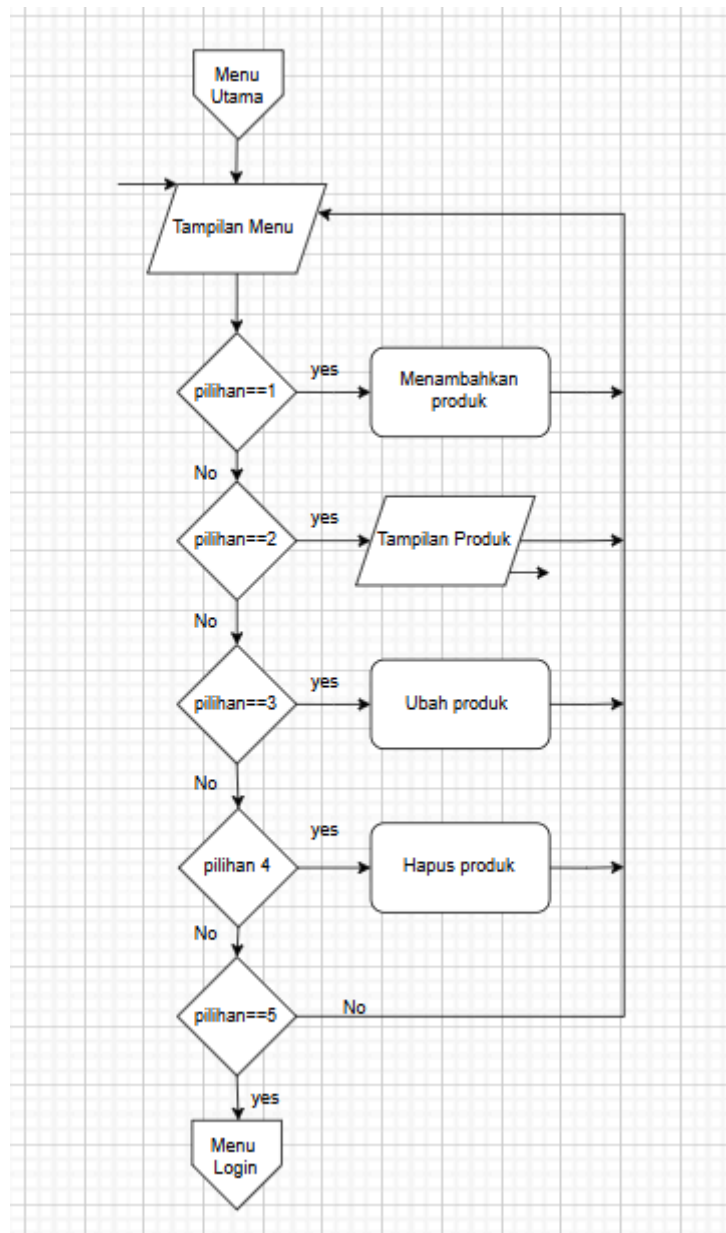 Menu
Utama
Tampilan Menu
pilihan==1
yes
Menambahkan
produk
No
pilihan==2
yes
Tampilan Produk
No
pilihan==3
yes
Ubah produk
No
pilihan 4
yes
Hapus produk
No
pilihan==5
No
yes
Menu
Login